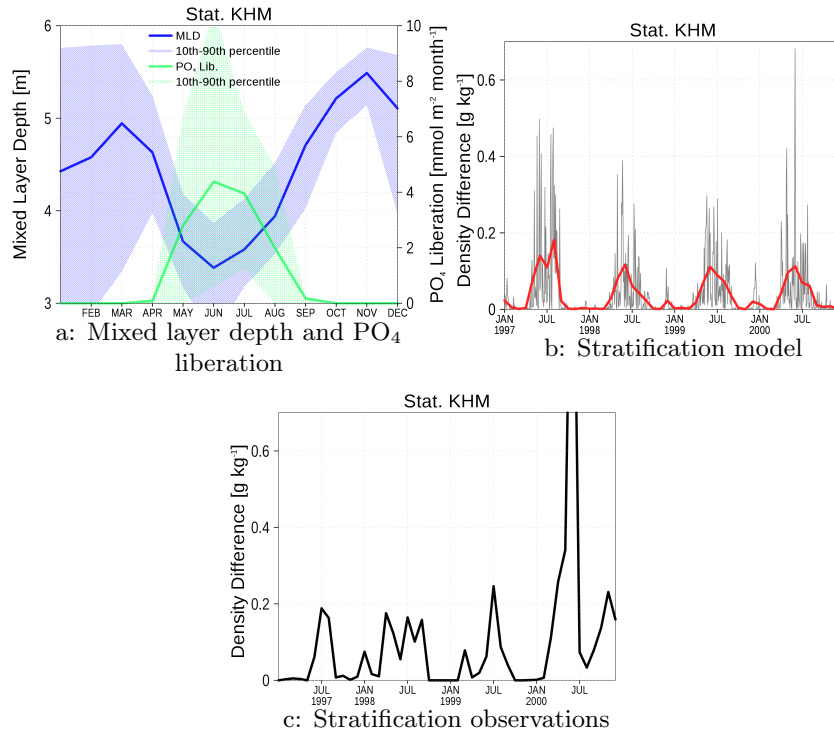 Stat. KHM
6
5
4
3
Mixed Layer Depth [m]
MLD
10th-90th percentile
PO₄ Lib.
10th-90th percentile
10
8
6
4
2
0
PO₄ Liberation [mmol m⁻² month⁻¹]
FEB MAR APR MAY JUN JUL AUG SEP OCT NOV DEC
a: Mixed layer depth and PO₄
liberation
Stat. KHM
0.6
0.4
0.2
0
Density Difference [g kg⁻¹]
JAN JUL JAN JUL JAN JUL JAN JUL
1997 1998 1999 2000
b: Stratification model
Stat. KHM
0.6
0.4
0.2
0
Density Difference [g kg⁻¹]
JUL JAN JUL JAN JUL JAN JUL
1997 1998 1999 2000
c: Stratification observations